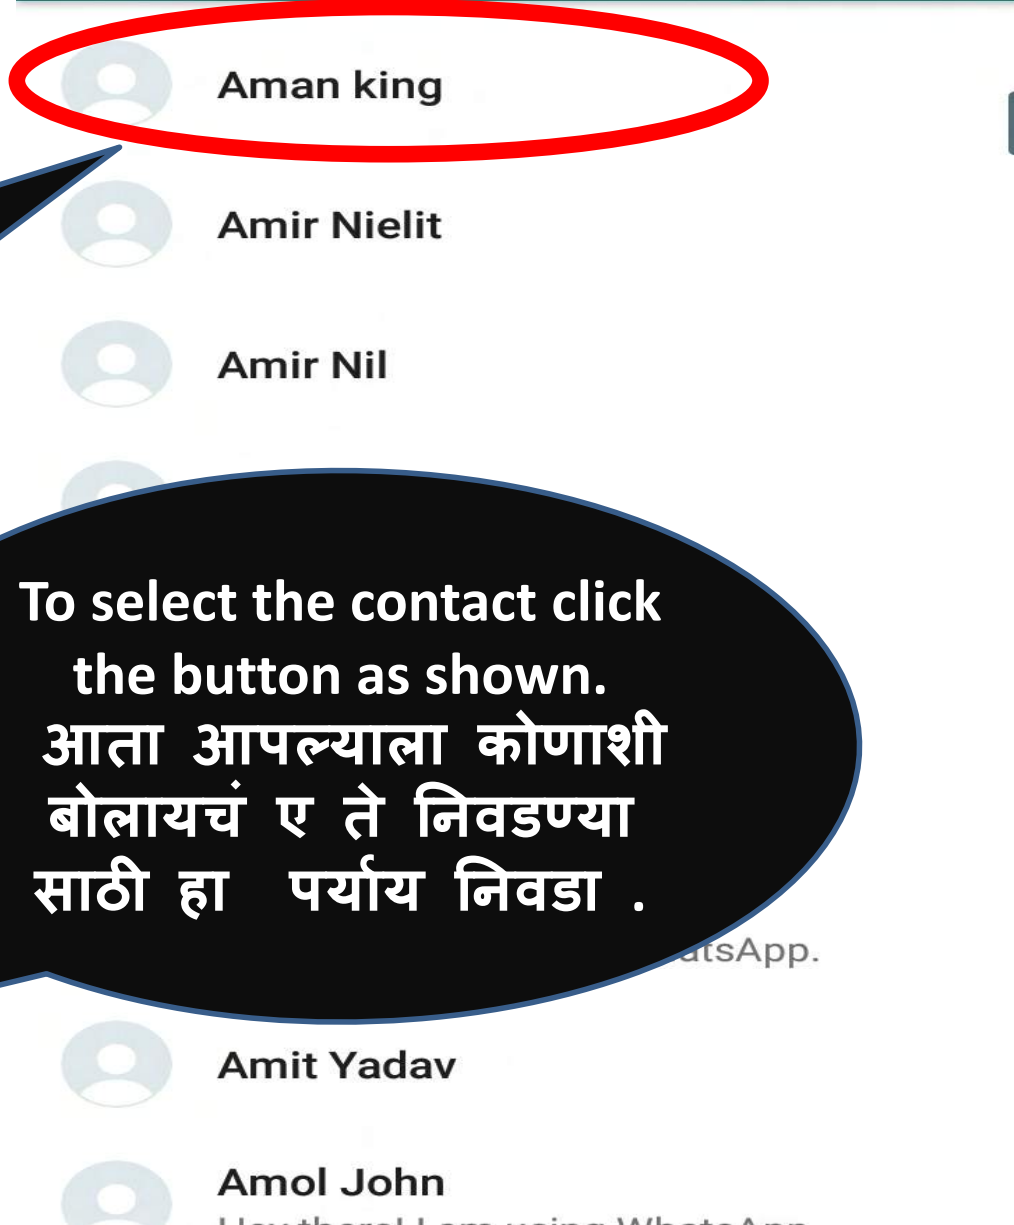 Aman king
Amir Nielit
Amir Nil
To select the contact click
the button as shown.
आता आपल्याला कोणाशी
बोलायचं ए ते निवडण्या
साठी हा पर्याय निवडा .
Amit Yadav
Amol John